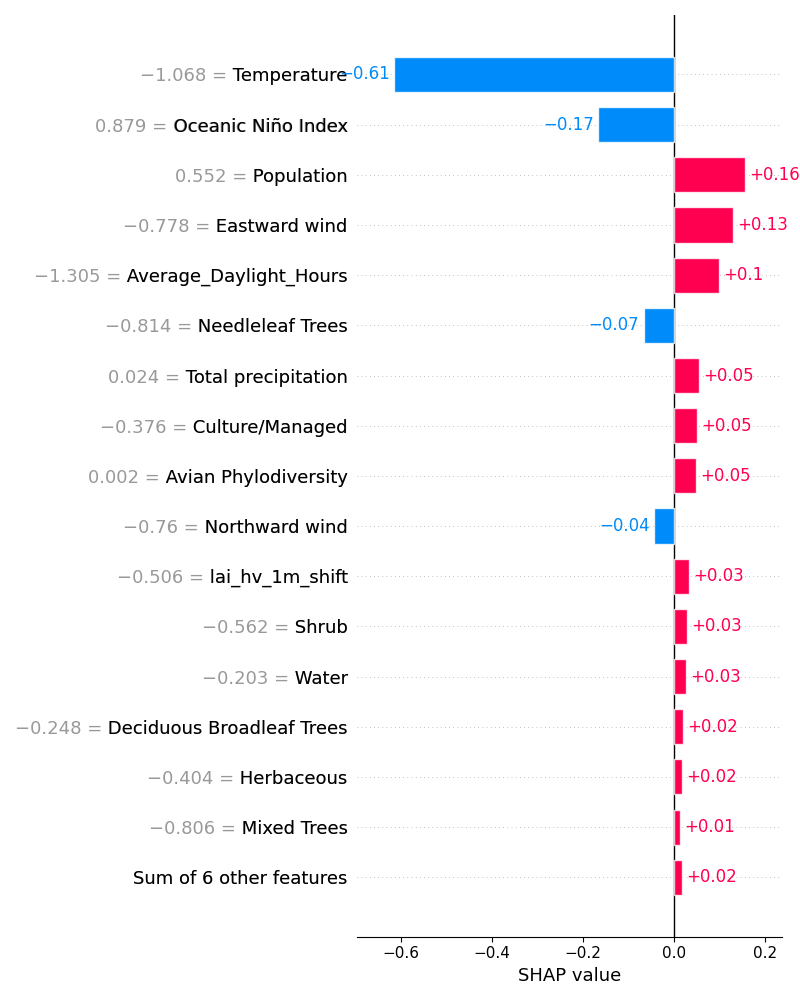 −1.068 = Temperature −0.61
0.879 = Oceanic Niño Index −0.17
0.552 = Population +0.16
−0.778 = Eastward wind +0.13
−1.305 = Average_Daylight_Hours +0.1
−0.814 = Needleleaf Trees −0.07
0.024 = Total precipitation +0.05
−0.376 = Culture/Managed +0.05
0.002 = Avian Phylodiversity +0.05
−0.76 = Northward wind −0.04
−0.506 = lai_hv_1m_shift +0.03
−0.562 = Shrub +0.03
−0.203 = Water +0.03
−0.248 = Deciduous Broadleaf Trees +0.02
−0.404 = Herbaceous +0.02
−0.806 = Mixed Trees +0.01
Sum of 6 other features +0.02
−0.6 −0.4 −0.2 0.0 0.2
SHAP value